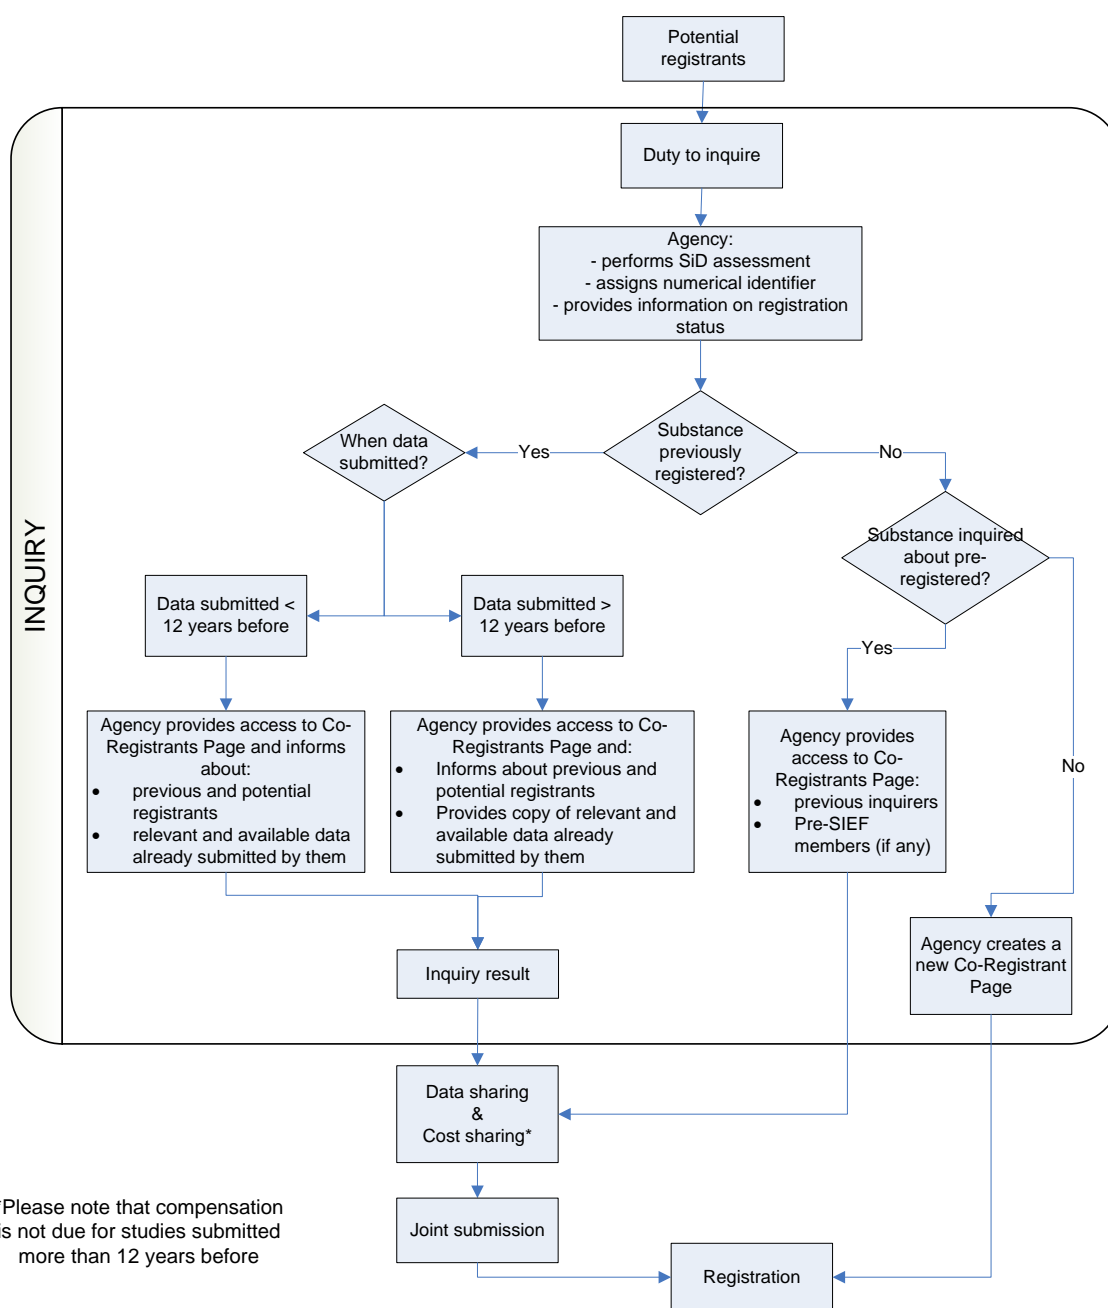 Potential
registrants
INQUIRY
Duty to inquire
Agency:
- performs SiD assessment
- assigns numerical identifier
- provides information on registration
status
When data
submitted?
Yes
Substance
previously
registered?
No
Substance inquired
about pre-
registered?
Data submitted <
12 years before
Data submitted >
12 years before
Yes
No
Agency provides access to Co-
Registrants Page and informs
about:
• previous and potential
registrants
• relevant and available data
already submitted by them
Agency provides access to Co-
Registrants Page and:
• Informs about previous and
potential registrants
• Provides copy of relevant and
available data already
submitted by them
Agency provides
access to Co-
Registrants Page:
• previous inquirers
• Pre-SIEF
members (if any)
Agency creates a
new Co-Registrant
Page
Inquiry result
Data sharing
&
Cost sharing*
*Please note that compensation
is not due for studies submitted
more than 12 years before
Joint submission
Registration